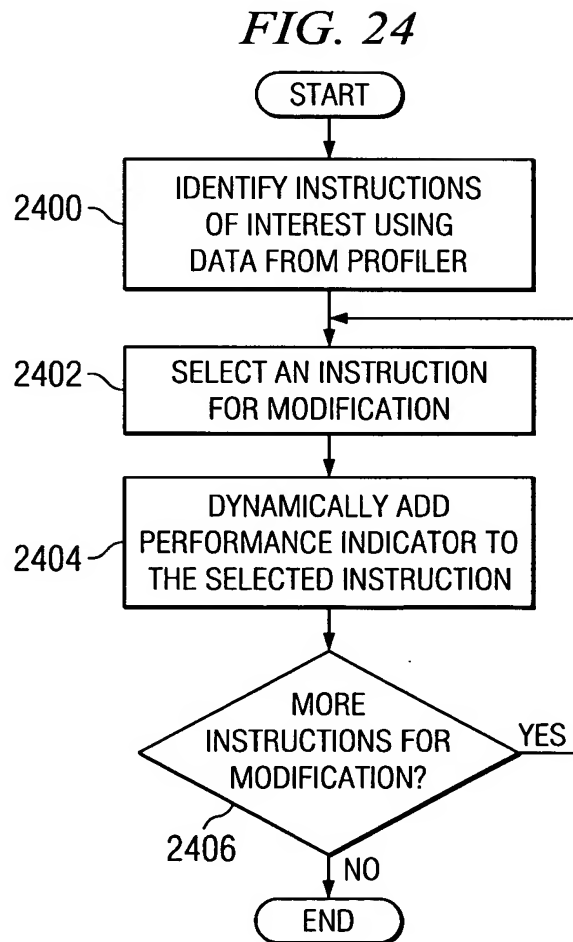 FIG. 24
START
2400
IDENTIFY INSTRUCTIONS
OF INTEREST USING
DATA FROM PROFILER
2402
SELECT AN INSTRUCTION
FOR MODIFICATION
2404
DYNAMICALLY ADD
PERFORMANCE INDICATOR TO
THE SELECTED INSTRUCTION
MORE
INSTRUCTIONS FOR
MODIFICATION?
YES
2406
NO
END